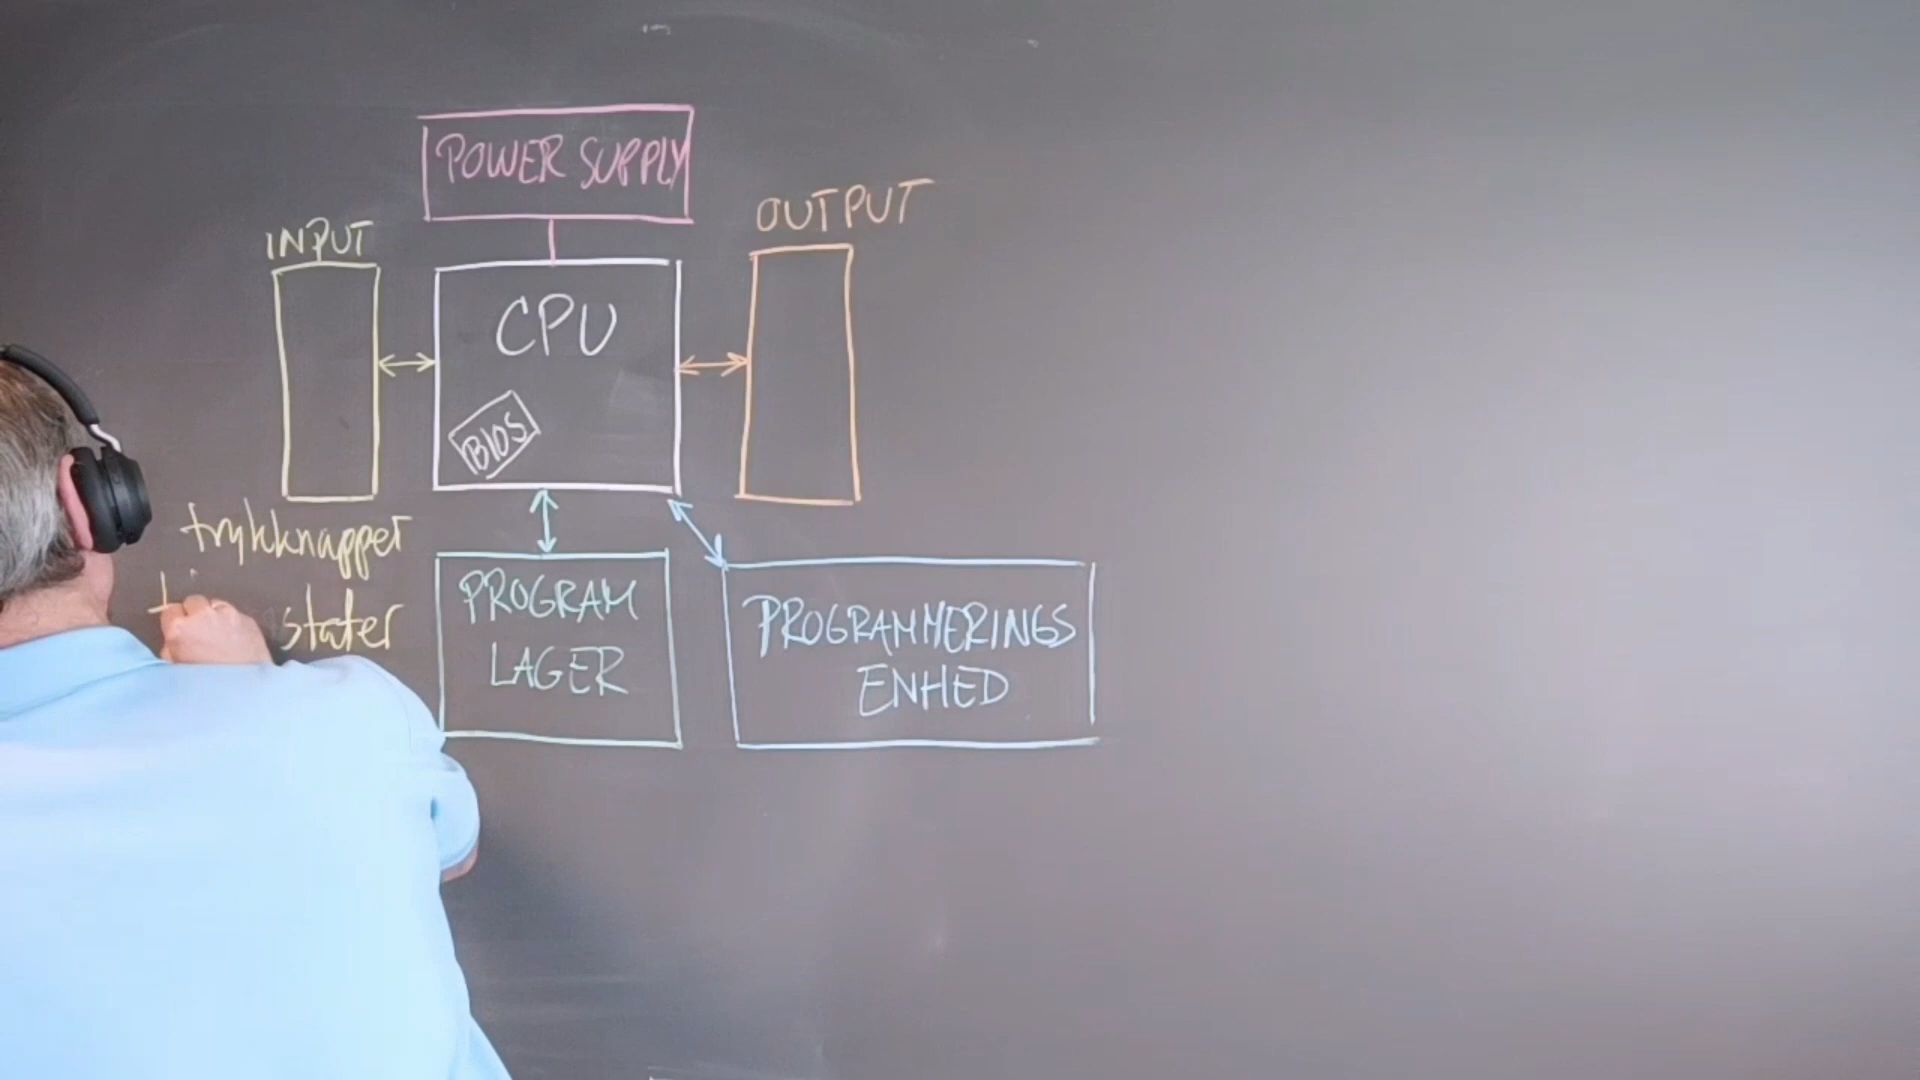 POWER SUPPLY
INPUT
OUTPUT
CPU
BIOS
trykknapper
stater
PROGRAM
LAGER
PROGRAMMERINGS
ENHED